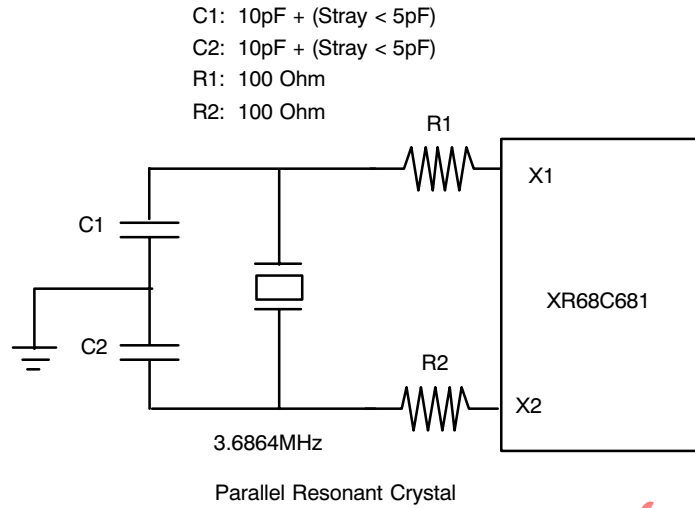 C1: 10pF + (Stray < 5pF)
C2: 10pF + (Stray < 5pF)
R1: 100 Ohm
R2: 100 Ohm
R1
X1
C1
XR68C681
C2
R2
X2
3.6864MHz
Parallel Resonant Crystal